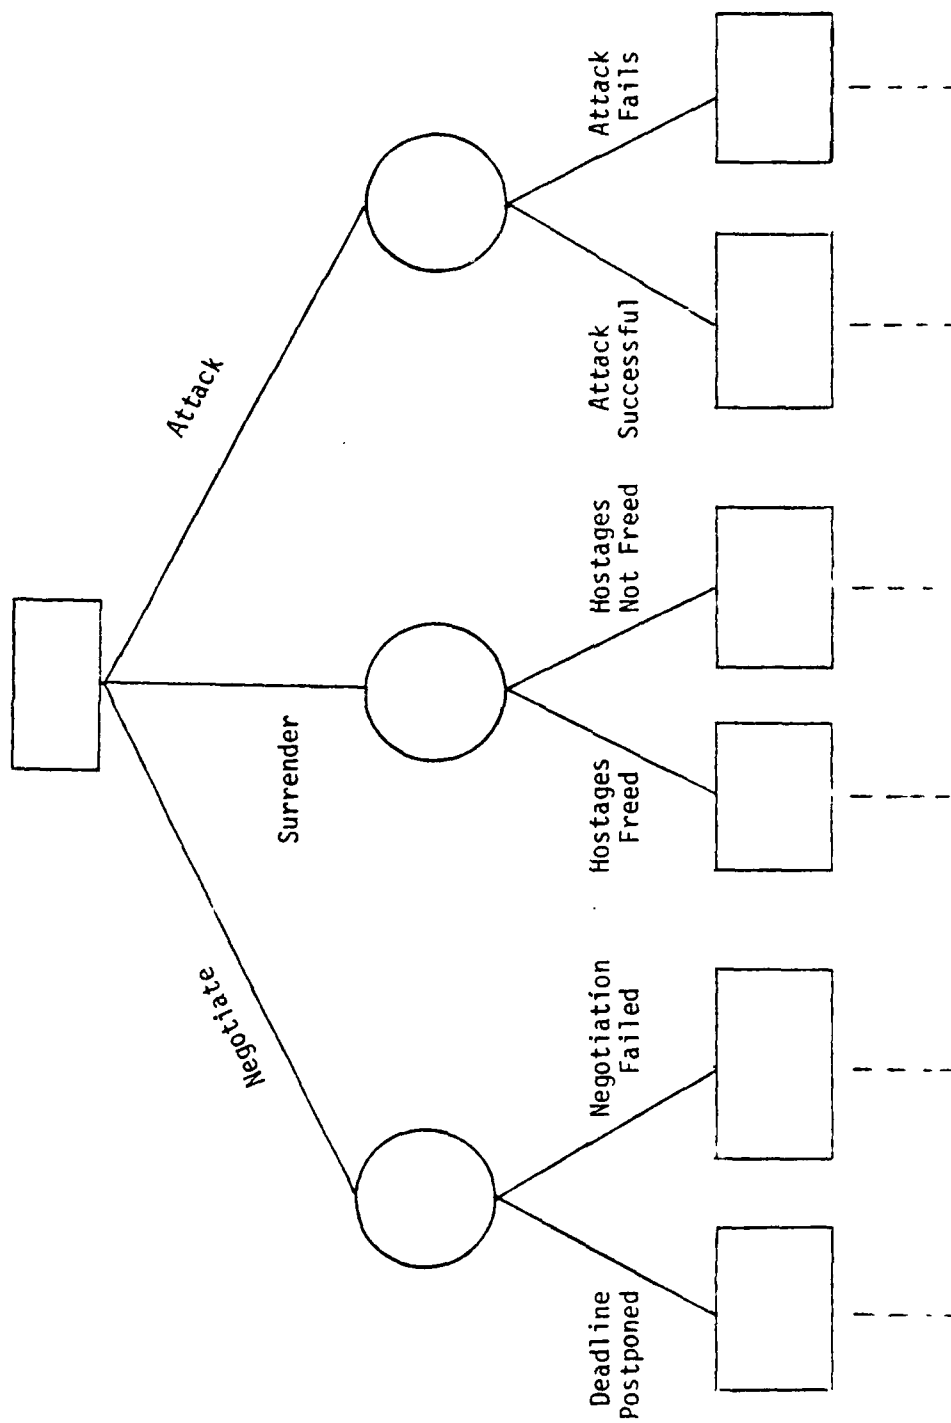 Negotiate
Surrender
Attack
Deadline
Postponed
Negotiation
Failed
Hostages
Freed
Hostages
Not Freed
Attack
Successful
Attack
Fails